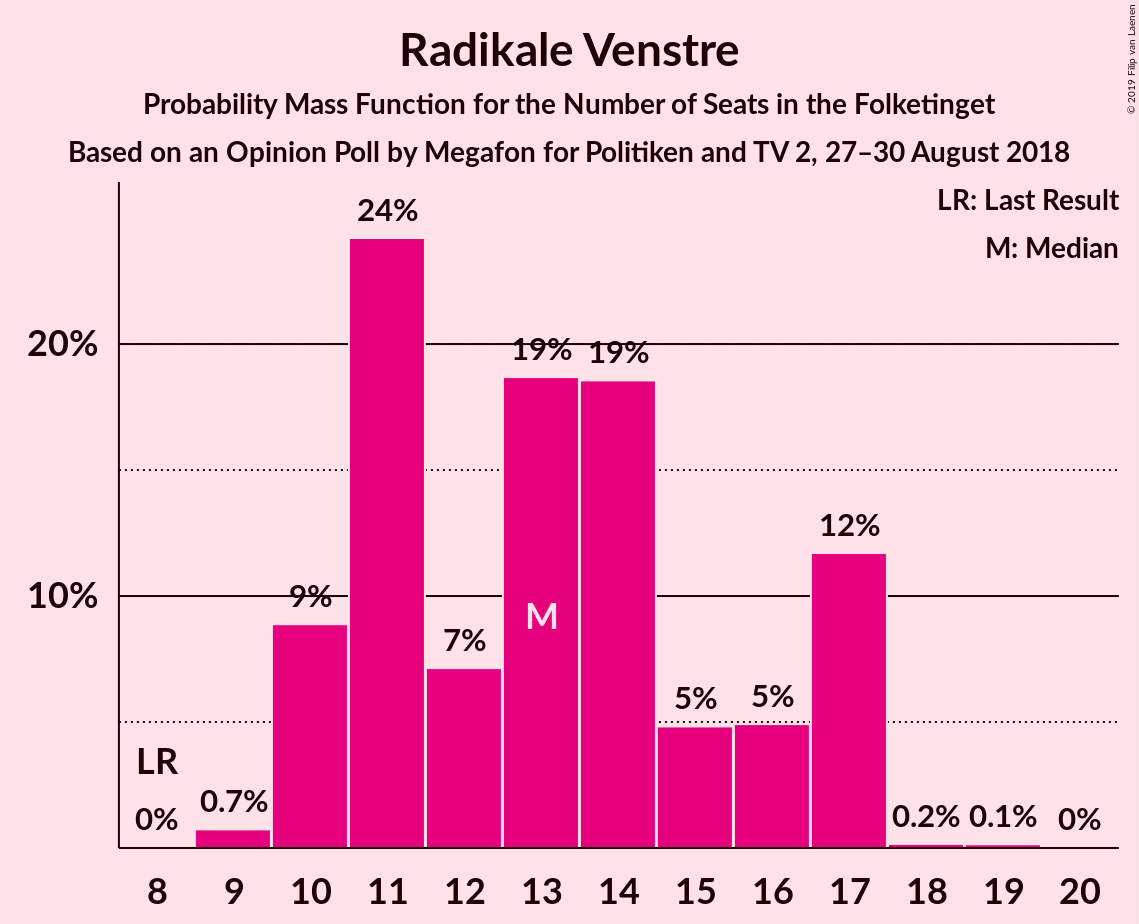 Radikale Venstre
Probability Mass Function for the Number of Seats in the Folketinget
Based on an Opinion Poll by Megafon for Politiken and TV 2, 27–30 August 2018
© 2019 Filip van Laenen
LR: Last Result
M: Median
24%
20%
19% 19%
12%
10%
9%
M
7%
5% 5%
LR
0% 0.7% 0.2% 0.1% 0%
8 9 10 11 12 13 14 15 16 17 18 19 20